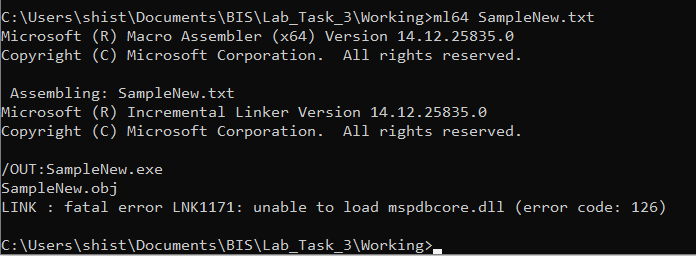 C:\Users\shist\Documents\BIS\Lab_Task_3\Working>ml64 SampleNew.txt
Microsoft (R) Macro Assembler (x64) Version 14.12.25835.0
Copyright (C) Microsoft Corporation.  All rights reserved.

 Assembling: SampleNew.txt
Microsoft (R) Incremental Linker Version 14.12.25835.0
Copyright (C) Microsoft Corporation.  All rights reserved.

/OUT:SampleNew.exe
SampleNew.obj
LINK : fatal error LNK1171: unable to load mspdbcore.dll (error code: 126)

C:\Users\shist\Documents\BIS\Lab_Task_3\Working>